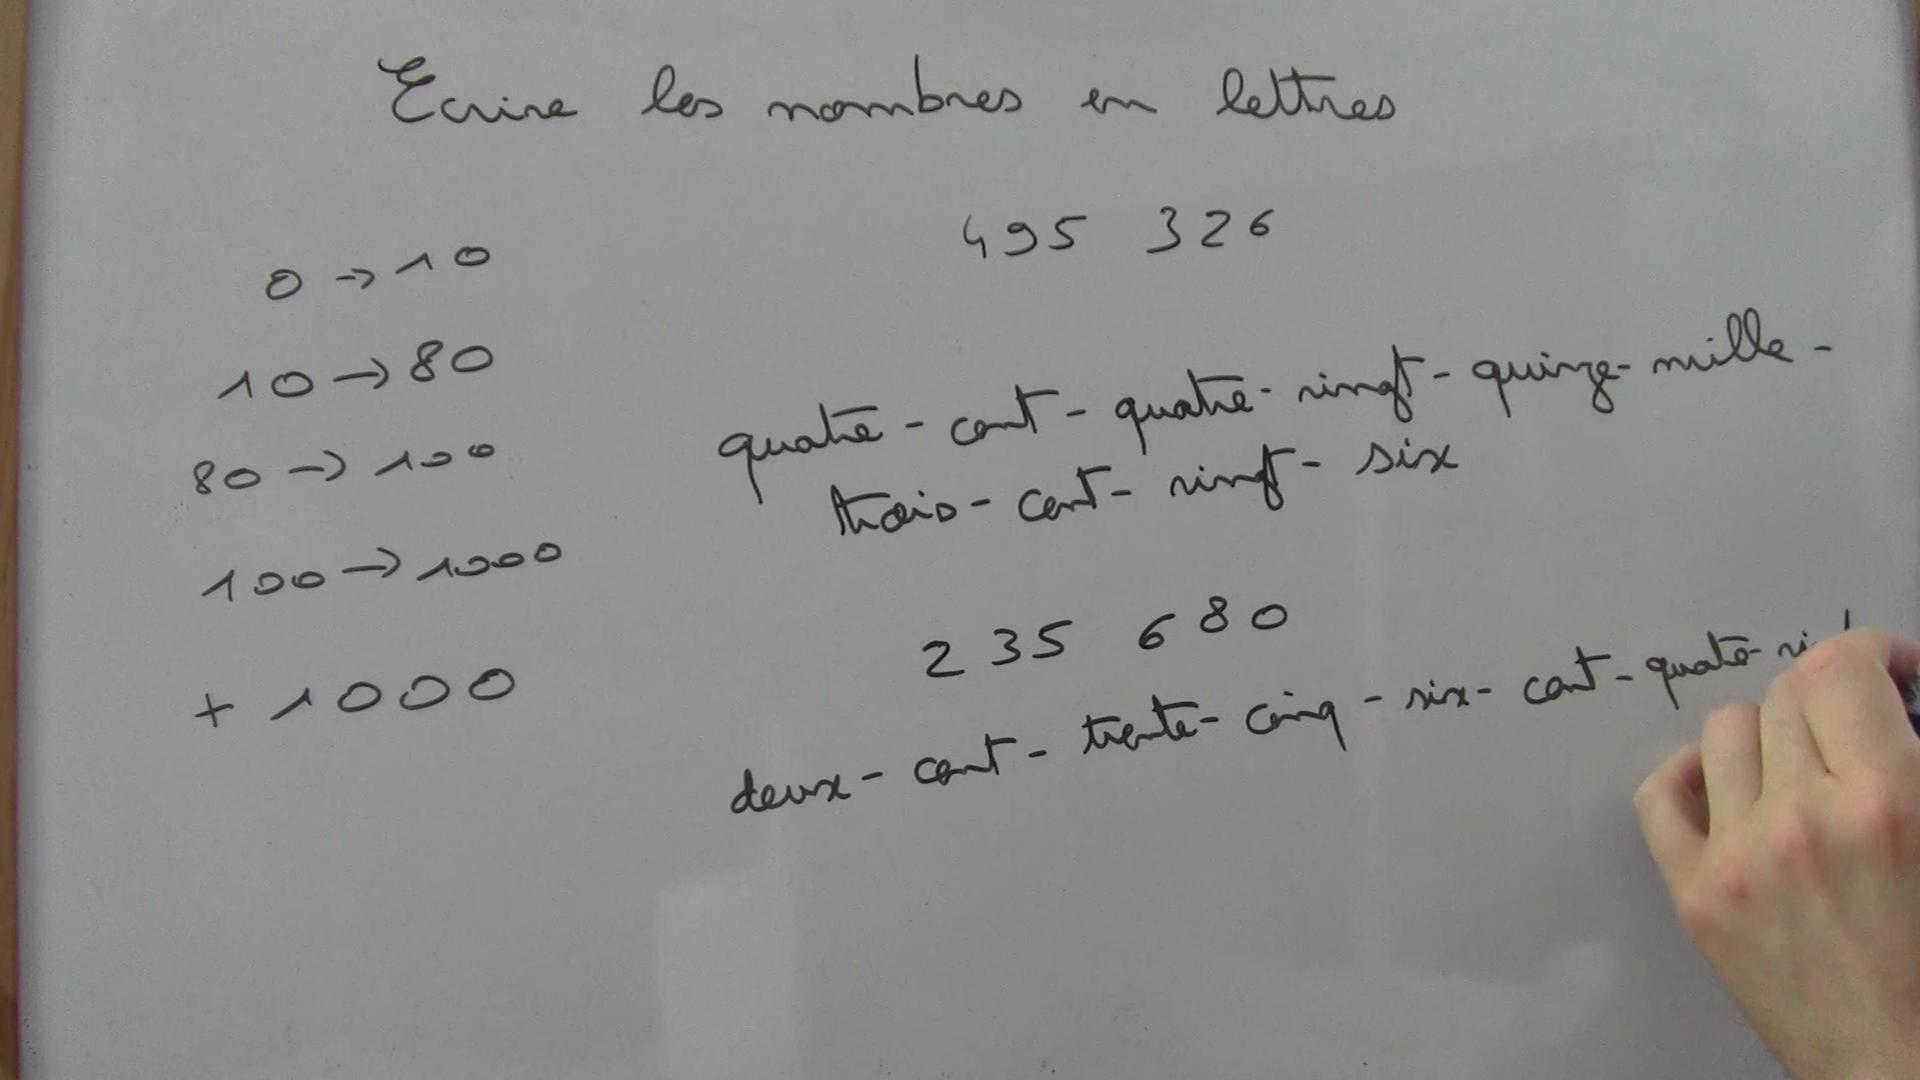 Ecrire les nombres en lettres
0 → 10
10 → 80
80 → 100
100 → 1000
+ 1000
495 326
quatre - cent - quatre - vingt - quinze - mille -
trois - cent - vingt - six
235 680
deux - cent - trente - cinq - six - cent - quatre -